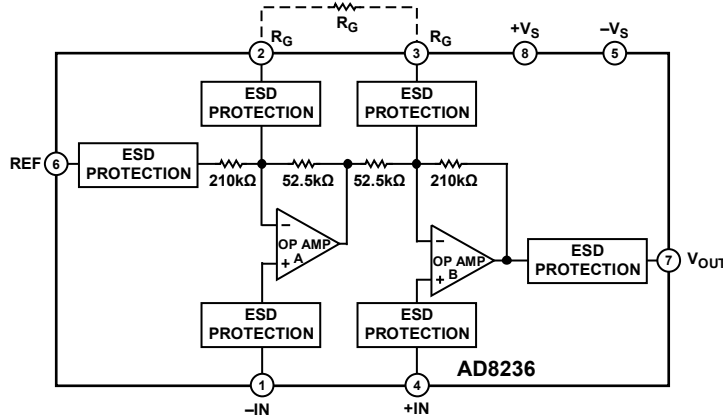 R_G
2
R_G
3
R_G
+V_S
8
–V_S
5
ESD
PROTECTION
ESD
PROTECTION
REF
6
ESD
PROTECTION
210kΩ
52.5kΩ
52.5kΩ
210kΩ
–
OP AMP
A
+
–
OP AMP
B
+
ESD
PROTECTION
7
V_OUT
ESD
PROTECTION
ESD
PROTECTION
AD8236
1
–IN
4
+IN